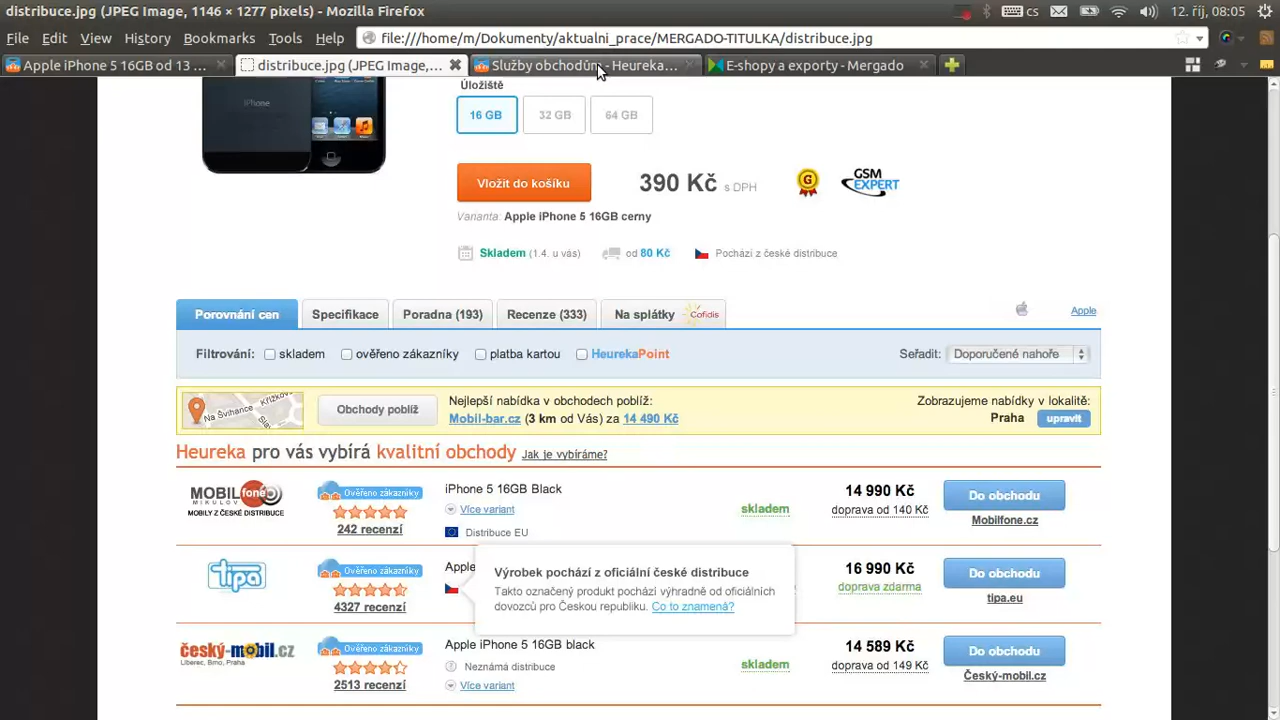 distribuce.jpg (JPEG Image, 1146 × 1277 pixels) - Mozilla Firefox
cs
12. říj, 08:05
File Edit View History Bookmarks Tools Help
file:///home/m/Dokumenty/aktualni_prace/MERGADO-TITULKA/distribuce.jpg
Apple iPhone 5 16GB od 13 ...
distribuce.jpg (JPEG Image,...
Služby obchodům - Heureka...
E-shopy a exporty - Mergado
iPhone
Úložiště
16 GB 32 GB 64 GB
Vložit do košíku
390 Kč s DPH
G
GSM EXPERT
Varianta: Apple iPhone 5 16GB cerny
Skladem (1.4. u vás) od 80 Kč Pochází z české distribuce
Porovnání cen Specifikace Poradna (193) Recenze (333) Na splátky Cofidis
Apple
Filtrování: skladem ověřeno zákazníky platba kartou HeurekaPoint
Seřadit: Doporučené nahoře
Na Švihance
Obchody poblíž
Nejlepší nabídka v obchodech poblíž:
Mobil-bar.cz (3 km od Vás) za 14 490 Kč
Zobrazujeme nabídky v lokalitě:
Praha upravit
Heureka pro vás vybírá kvalitní obchody Jak je vybíráme?
MOBIL fone
MIKULOV
MOBILY Z ČESKÉ DISTRIBUCE
Ověřeno zákazníky
242 recenzí
iPhone 5 16GB Black
Více variant
Distribuce EU
skladem
14 990 Kč
doprava od 140 Kč
Do obchodu
Mobilfone.cz
tipa
Ověřeno zákazníky
4327 recenzí
Apple
Výrobek pochází z oficiální české distribuce
Takto označený produkt pochází výhradně od oficiálních
dovozců pro Českou republiku. Co to znamená?
16 990 Kč
doprava zdarma
Do obchodu
tipa.eu
český-mobil.cz
Liberec, Brno, Praha
Ověřeno zákazníky
2513 recenzí
Apple iPhone 5 16GB black
Neznámá distribuce
Více variant
skladem
14 589 Kč
doprava od 149 Kč
Do obchodu
Český-mobil.cz